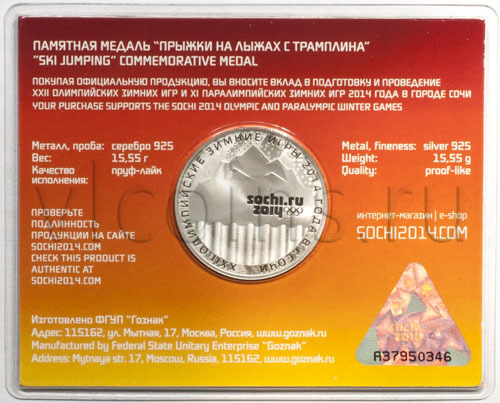 ПАМЯТНАЯ МЕДАЛЬ "ПРЫЖКИ НА ЛЫЖАХ С ТРАМПЛИНА"
"SKI JUMPING" COMMEMORATIVE MEDAL
ПОКУПАЯ ОФИЦИАЛЬНУЮ ПРОДУКЦИЮ, ВЫ ВНОСИТЕ ВКЛАД В ПОДГОТОВКУ И ПРОВЕДЕНИЕ
XXII ОЛИМПИЙСКИХ ЗИМНИХ ИГР И XI ПАРАЛИМПИЙСКИХ ЗИМНИХ ИГР 2014 ГОДА В ГОРОДЕ СОЧИ
YOUR PURCHASE SUPPORTS THE SOCHI 2014 OLYMPIC AND PARALYMPIC WINTER GAMES
Металл, проба: серебро 925
Вес: 15,55 г
Качество исполнения: пруф-лайк
Metal, fineness: silver 925
Weight: 15,55 g
Quality: proof-like
XXII ОЛИМПИЙСКИЕ ЗИМНИЕ ИГРЫ 2014 ГОДА В Г. СОЧИ
sochi.ru
2014
ПРОВЕРЬТЕ
ПОДЛИННОСТЬ
ПРОДУКЦИИ НА САЙТЕ
SOCHI2014.COM
CHECK THIS PRODUCT IS
AUTHENTIC AT
SOCHI2014.COM
ИНТЕРНЕТ-МАГАЗИН | E-SHOP
SOCHI2014.COM
Изготовлено ФГУП "Гознак"
Адрес: 115162, ул. Мытная, 17, Москва, Россия, www.goznak.ru
Manufactured by Federal State Unitary Enterprise "Goznak"
Address: Mytnaya str. 17, Moscow, Russia, 115162, www.goznak.ru
SOCHI
2014
A37950346